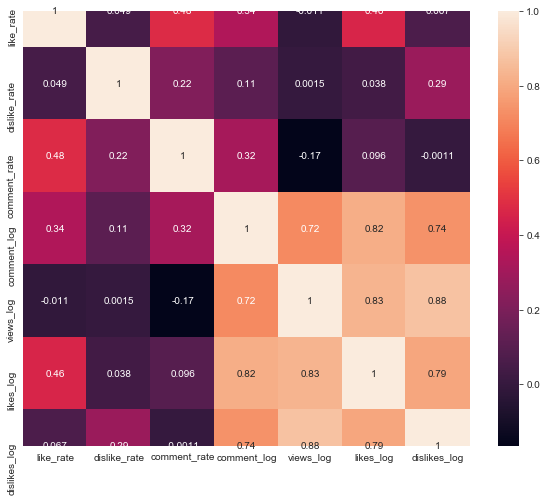 like_rate 1 0.049 0.48 0.34 -0.011 0.46 0.067
dislike_rate 0.049 1 0.22 0.11 0.0015 0.038 0.29
comment_rate 0.48 0.22 1 0.32 -0.17 0.096 -0.0011
comment_log 0.34 0.11 0.32 1 0.72 0.82 0.74
views_log -0.011 0.0015 -0.17 0.72 1 0.83 0.88
likes_log 0.46 0.038 0.096 0.82 0.83 1 0.79
dislikes_log 0.067 0.29 -0.0011 0.74 0.88 0.79 1
like_rate dislike_rate comment_rate comment_log views_log likes_log dislikes_log
1.0
0.8
0.6
0.4
0.2
0.0